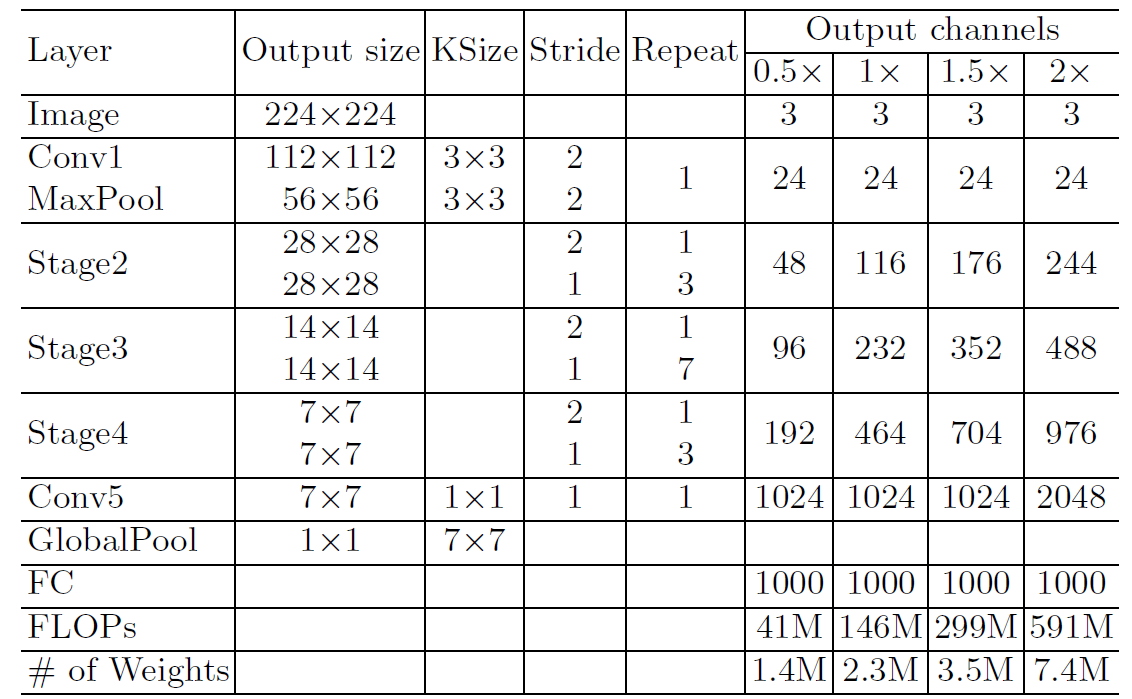 Layer Output size KSize Stride Repeat Output channels
0.5× 1× 1.5× 2×
Image 224×224 3 3 3 3
Conv1 112×112 3×3 2 1 24 24 24 24
MaxPool 56×56 3×3 2
Stage2 28×28 2 1 48 116 176 244
28×28 1 3
Stage3 14×14 2 1 96 232 352 488
14×14 1 7
Stage4 7×7 2 1 192 464 704 976
7×7 1 3
Conv5 7×7 1×1 1 1 1024 1024 1024 2048
GlobalPool 1×1 7×7
FC 1000 1000 1000 1000
FLOPs 41M 146M 299M 591M
# of Weights 1.4M 2.3M 3.5M 7.4M